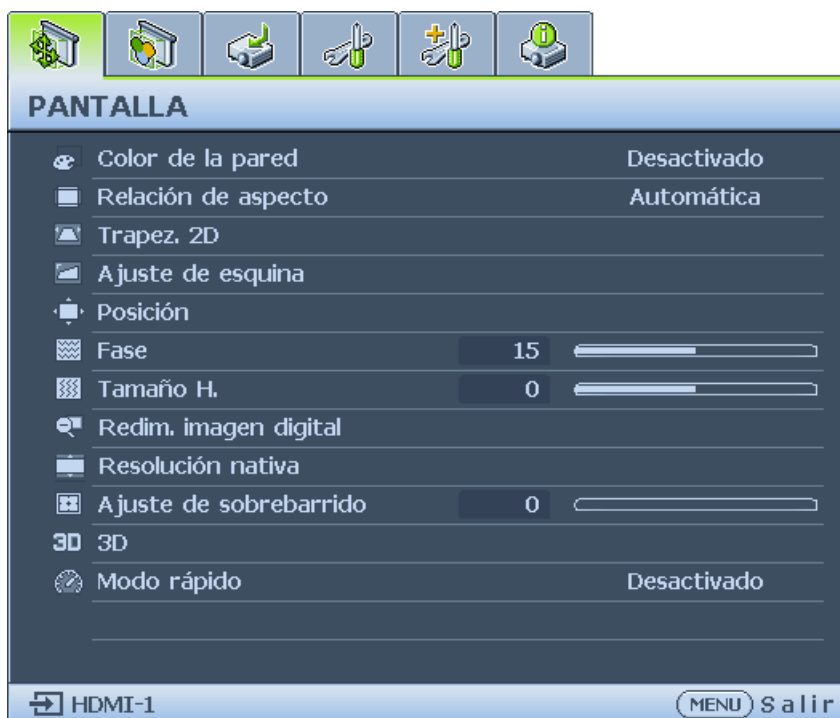 PANTALLA
Color de la pared Desactivado
Relación de aspecto Automática
Trapez. 2D
Ajuste de esquina
Posición
Fase 15
Tamaño H. 0
Redim. imagen digital
Resolución nativa
Ajuste de sobrebarrido 0
3D 3D
Modo rápido Desactivado
HDMI-1 MENU Salir